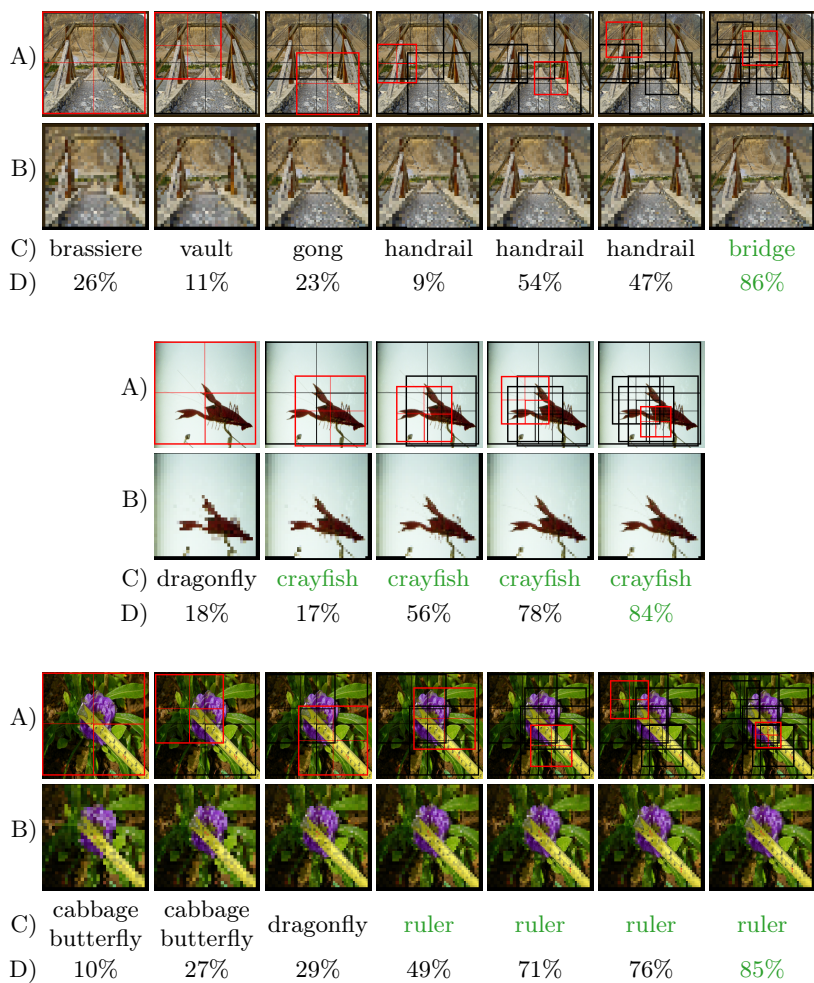 A)
B)
C) brassiere vault gong handrail handrail handrail bridge
D) 26% 11% 23% 9% 54% 47% 86%
A)
B)
C) dragonfly crayfish crayfish crayfish crayfish
D) 18% 17% 56% 78% 84%
A)
B)
cabbage cabbage
C) butterfly butterfly dragonfly ruler ruler ruler ruler
D) 10% 27% 29% 49% 71% 76% 85%